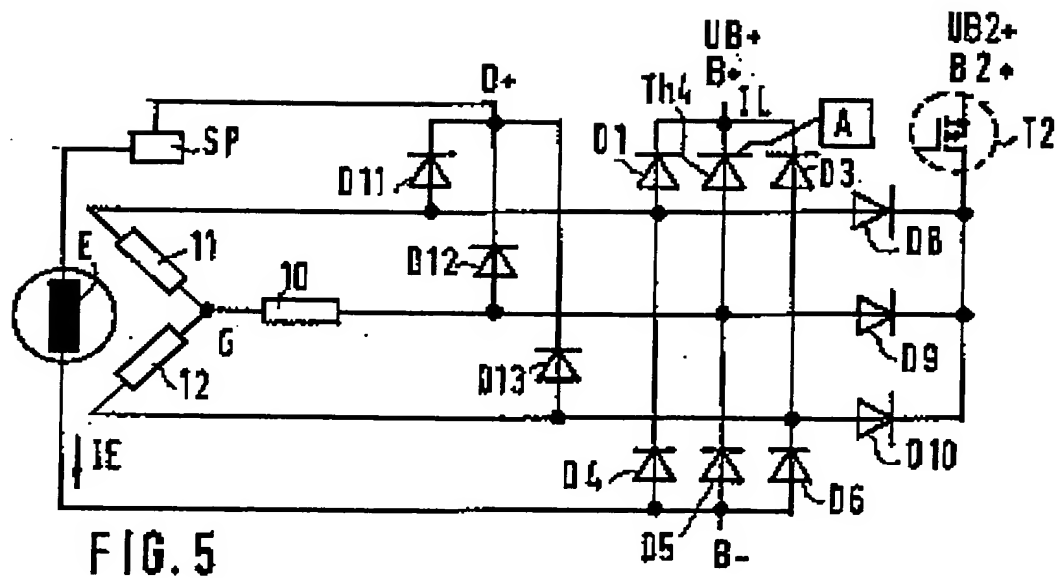 UB+
UB2+
D+
B+
B2+
Th4
IL
A
SP
D11
D1
D3
T2
E
11
D8
D12
10
G
D9
12
D13
IE
D4
D5
D6
D10
B-
FIG. 5